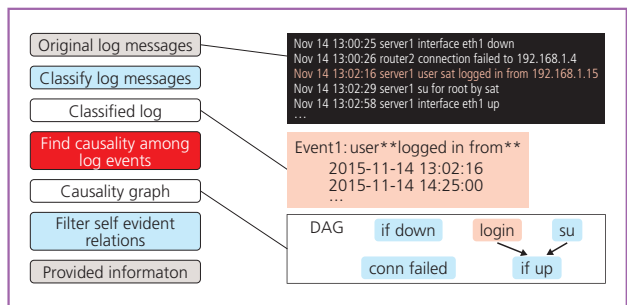 Original log messages
Classify log messages
Classified log
Find causality among
log events
Causality graph
Filter self evident
relations
Provided informaton
Nov 14 13:00:25 server1 interface eth1 down
Nov 14 13:00:26 router2 connection failed to 192.168.1.4
Nov 14 13:02:16 server1 user sat logged in from 192.168.1.15
Nov 14 13:02:29 server1 su for root by sat
Nov 14 13:02:58 server1 interface eth1 up
...
Event1: user**logged in from**
2015-11-14 13:02:16
2015-11-14 14:25:00
...
DAG if down login su
conn failed if up